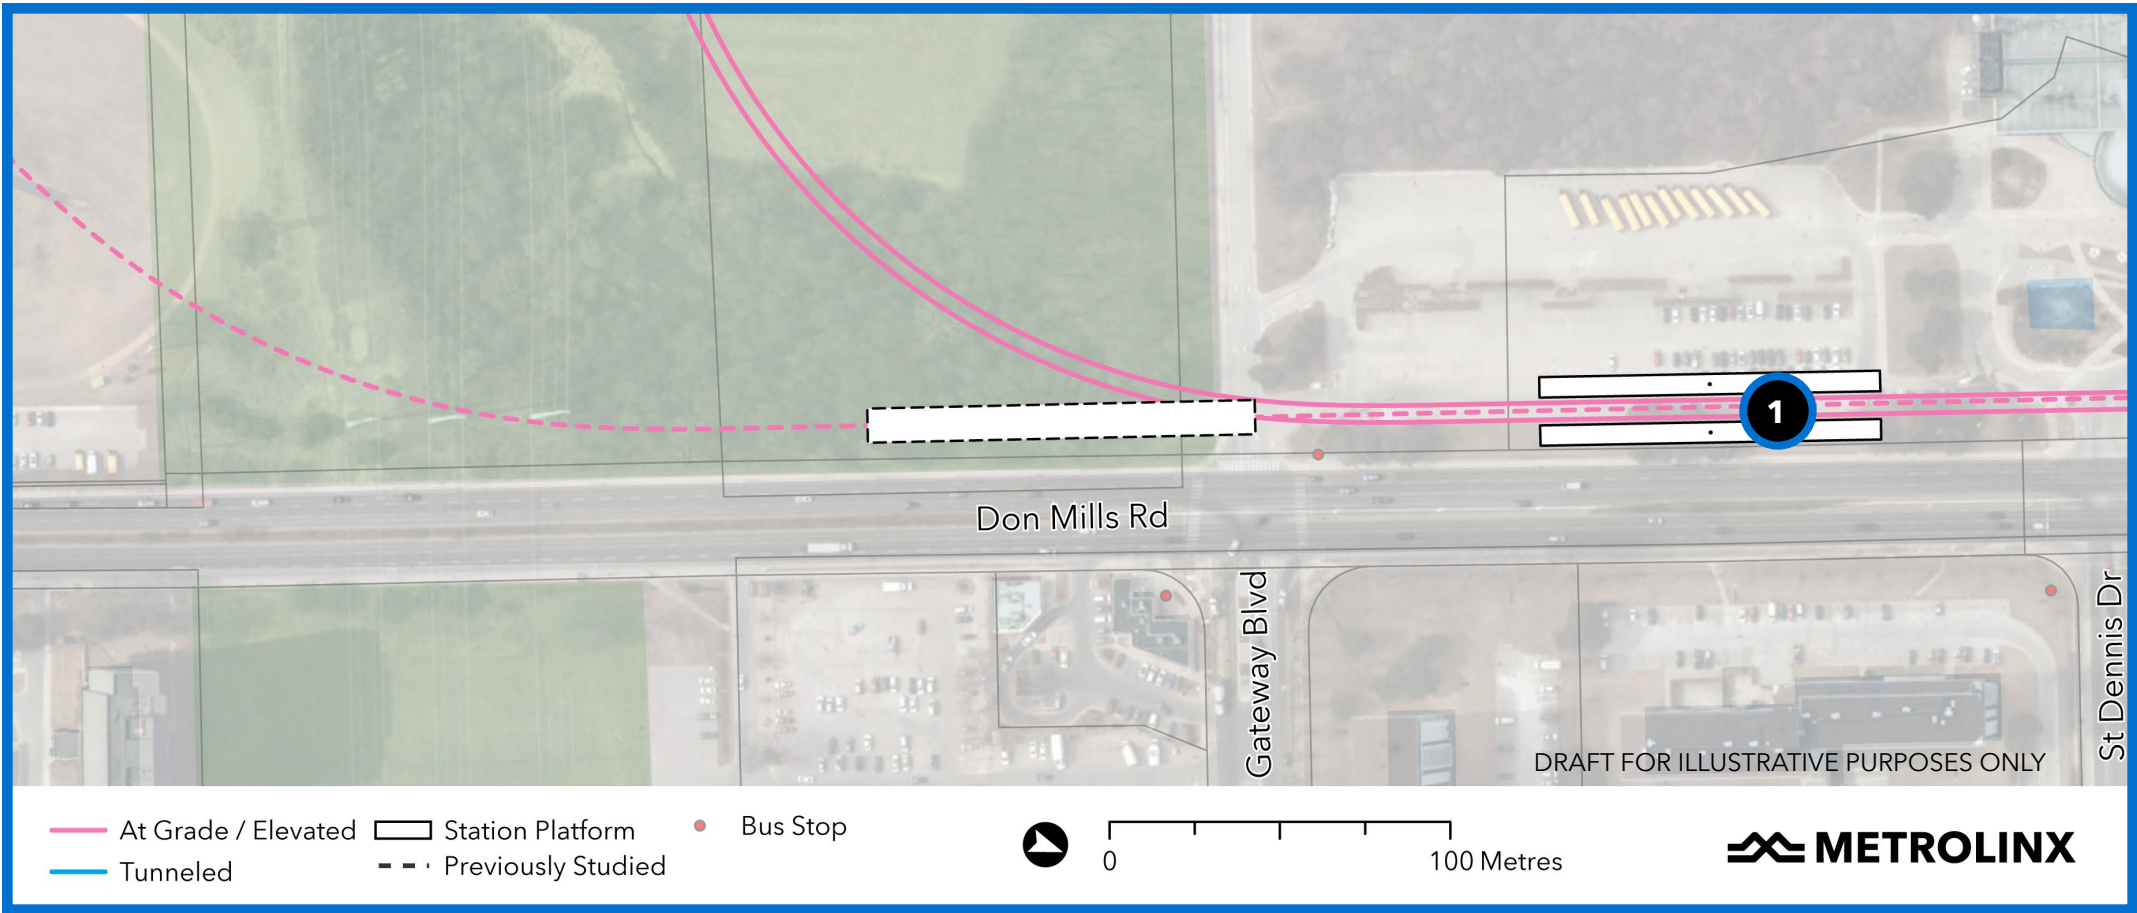 1
Don Mills Rd
Gateway Blvd
St Dennis Dr
DRAFT FOR ILLUSTRATIVE PURPOSES ONLY
At Grade / Elevated
Station Platform
Bus Stop
Tunneled
Previously Studied
0
100 Metres
METROLINX